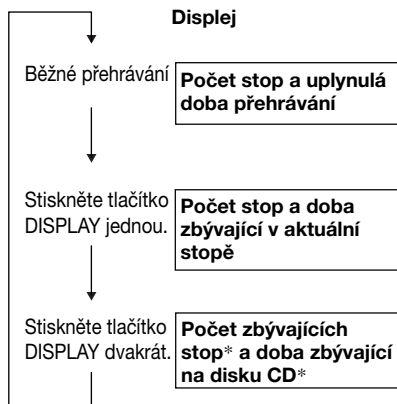 Displej
Běžné přehrávání
Počet stop a uplynulá
doba přehrávání
Stiskněte tlačítko
DISPLAY jednou.
Počet stop a doba
zbývající v aktuální
stopě
Stiskněte tlačítko
DISPLAY dvakrát.
Počet zbývajících
stop* a doba zbývající
na disku CD*